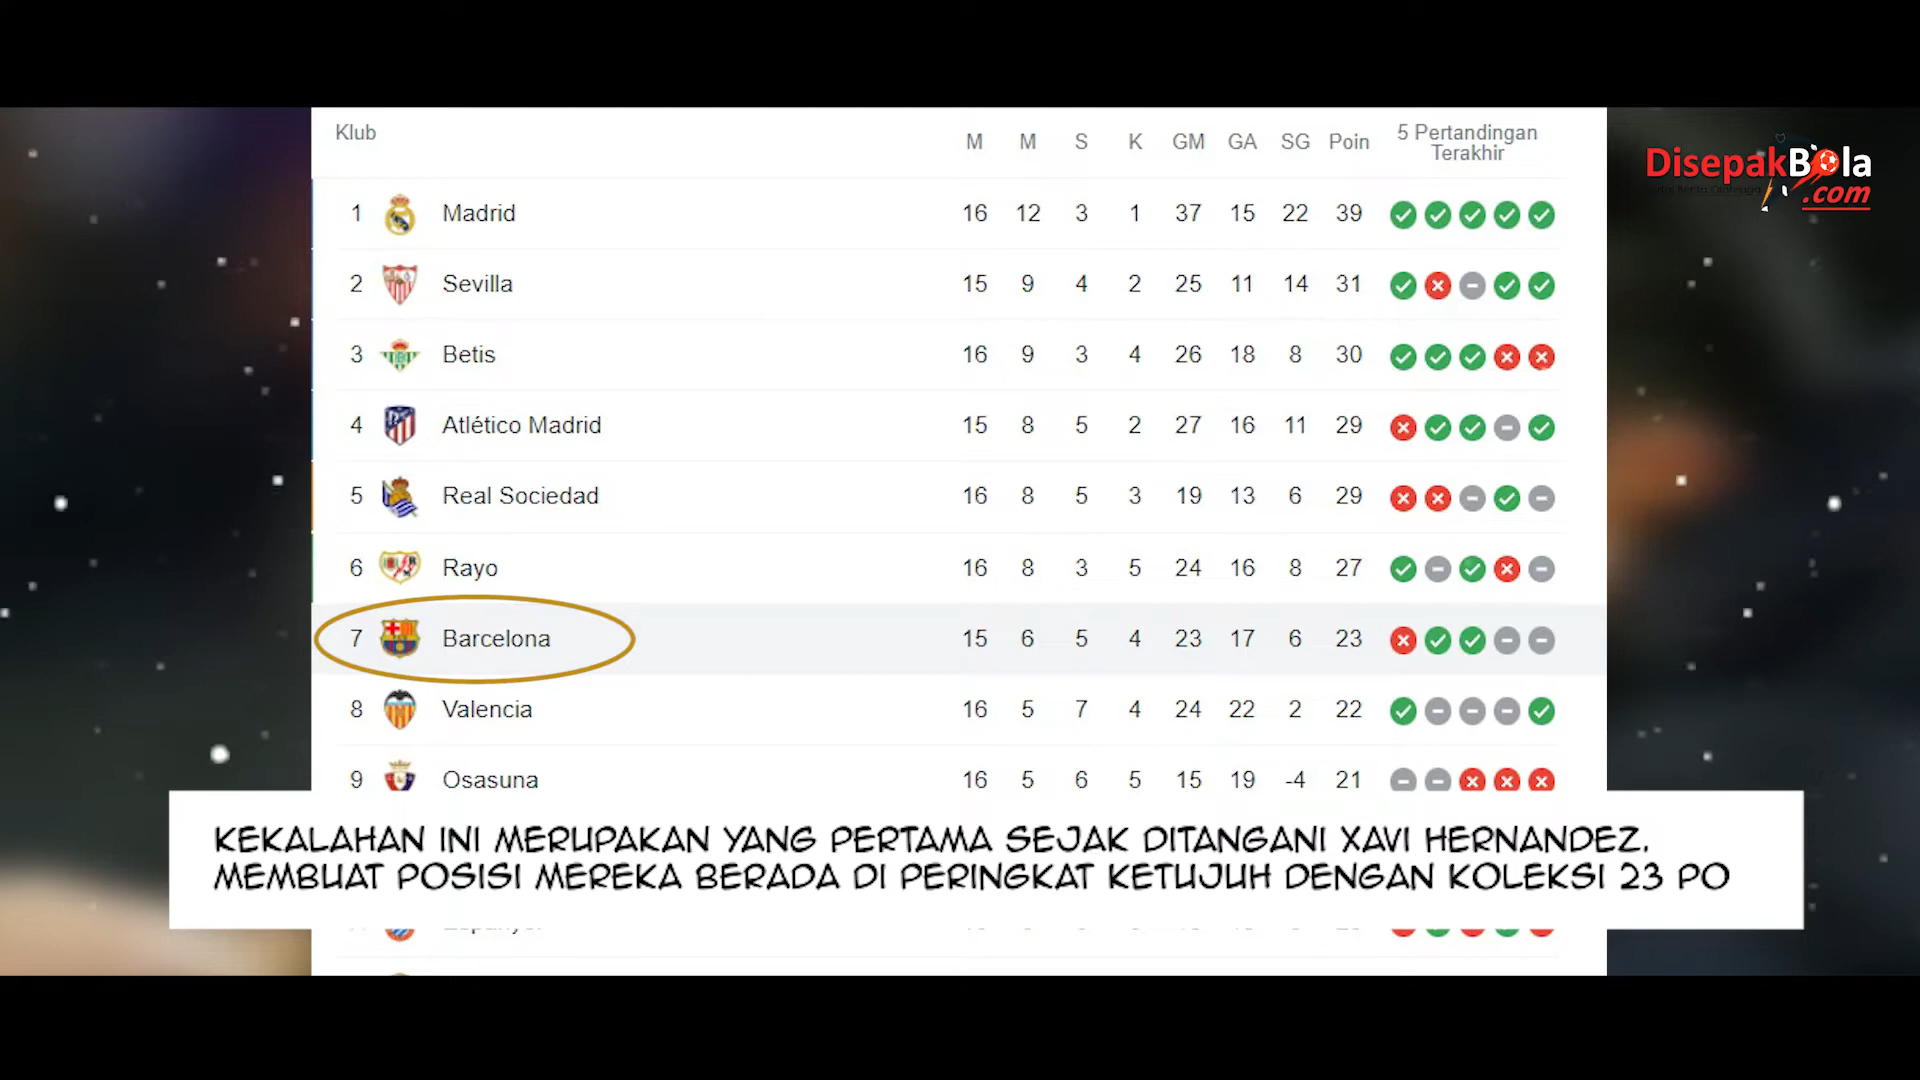 Klub M M S K GM GA SG Poin 5 Pertandingan
Terakhir
1 Madrid 16 12 3 1 37 15 22 39
2 Sevilla 15 9 4 2 25 11 14 31
3 Betis 16 9 3 4 26 18 8 30
4 Atlético Madrid 15 8 5 2 27 16 11 29
5 Real Sociedad 16 8 5 3 19 13 6 29
6 Rayo 16 8 3 5 24 16 8 27
7 Barcelona 15 6 5 4 23 17 6 23
8 Valencia 16 5 7 4 24 22 2 22
9 Osasuna 16 5 6 5 15 19 -4 21
DisepakBola
.com
KEKALAHAN INI MERUPAKAN YANG PERTAMA SEJAK DITANGANI XAVI HERNANDEZ.
MEMBUAT POSISI MEREKA BERADA DI PERINGKAT KETUJUH DENGAN KOLEKSI 23 PO